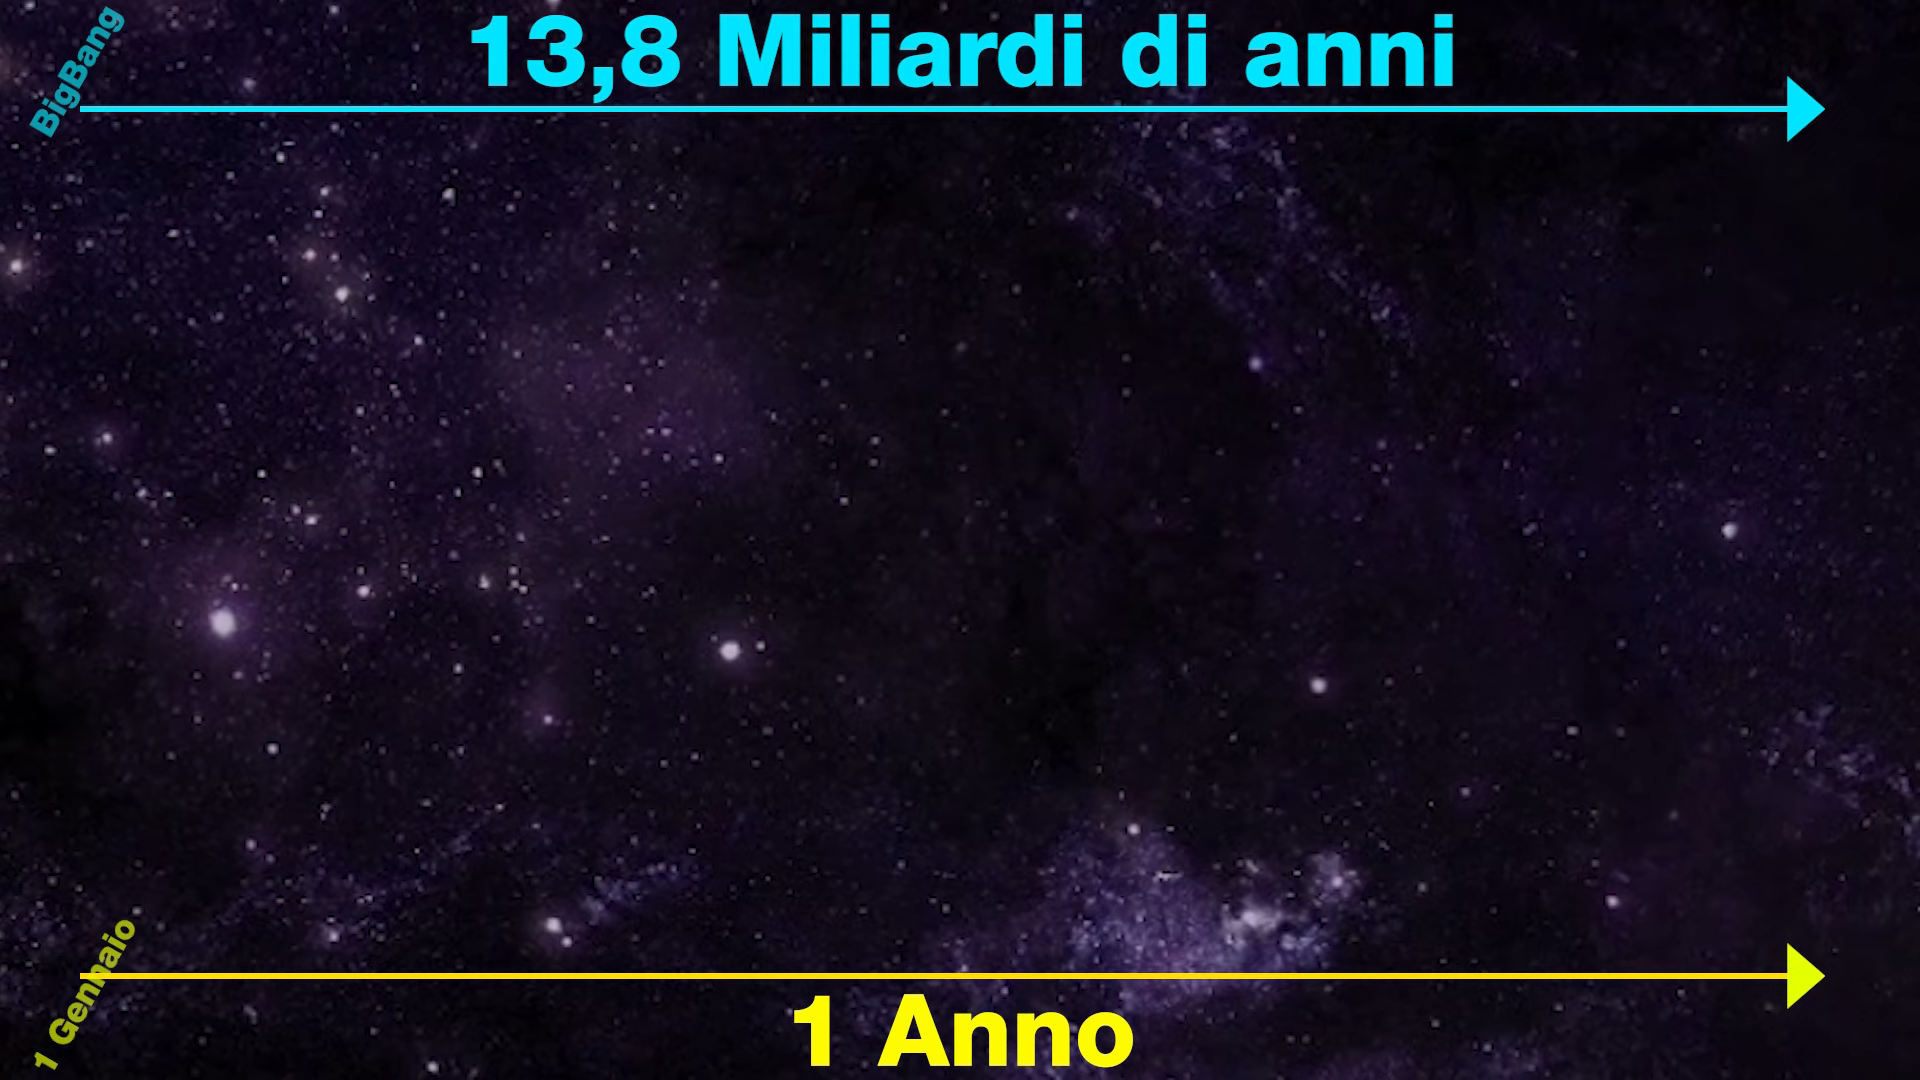 BigBang
13,8 Miliardi di anni
1 Gennaio
1 Anno